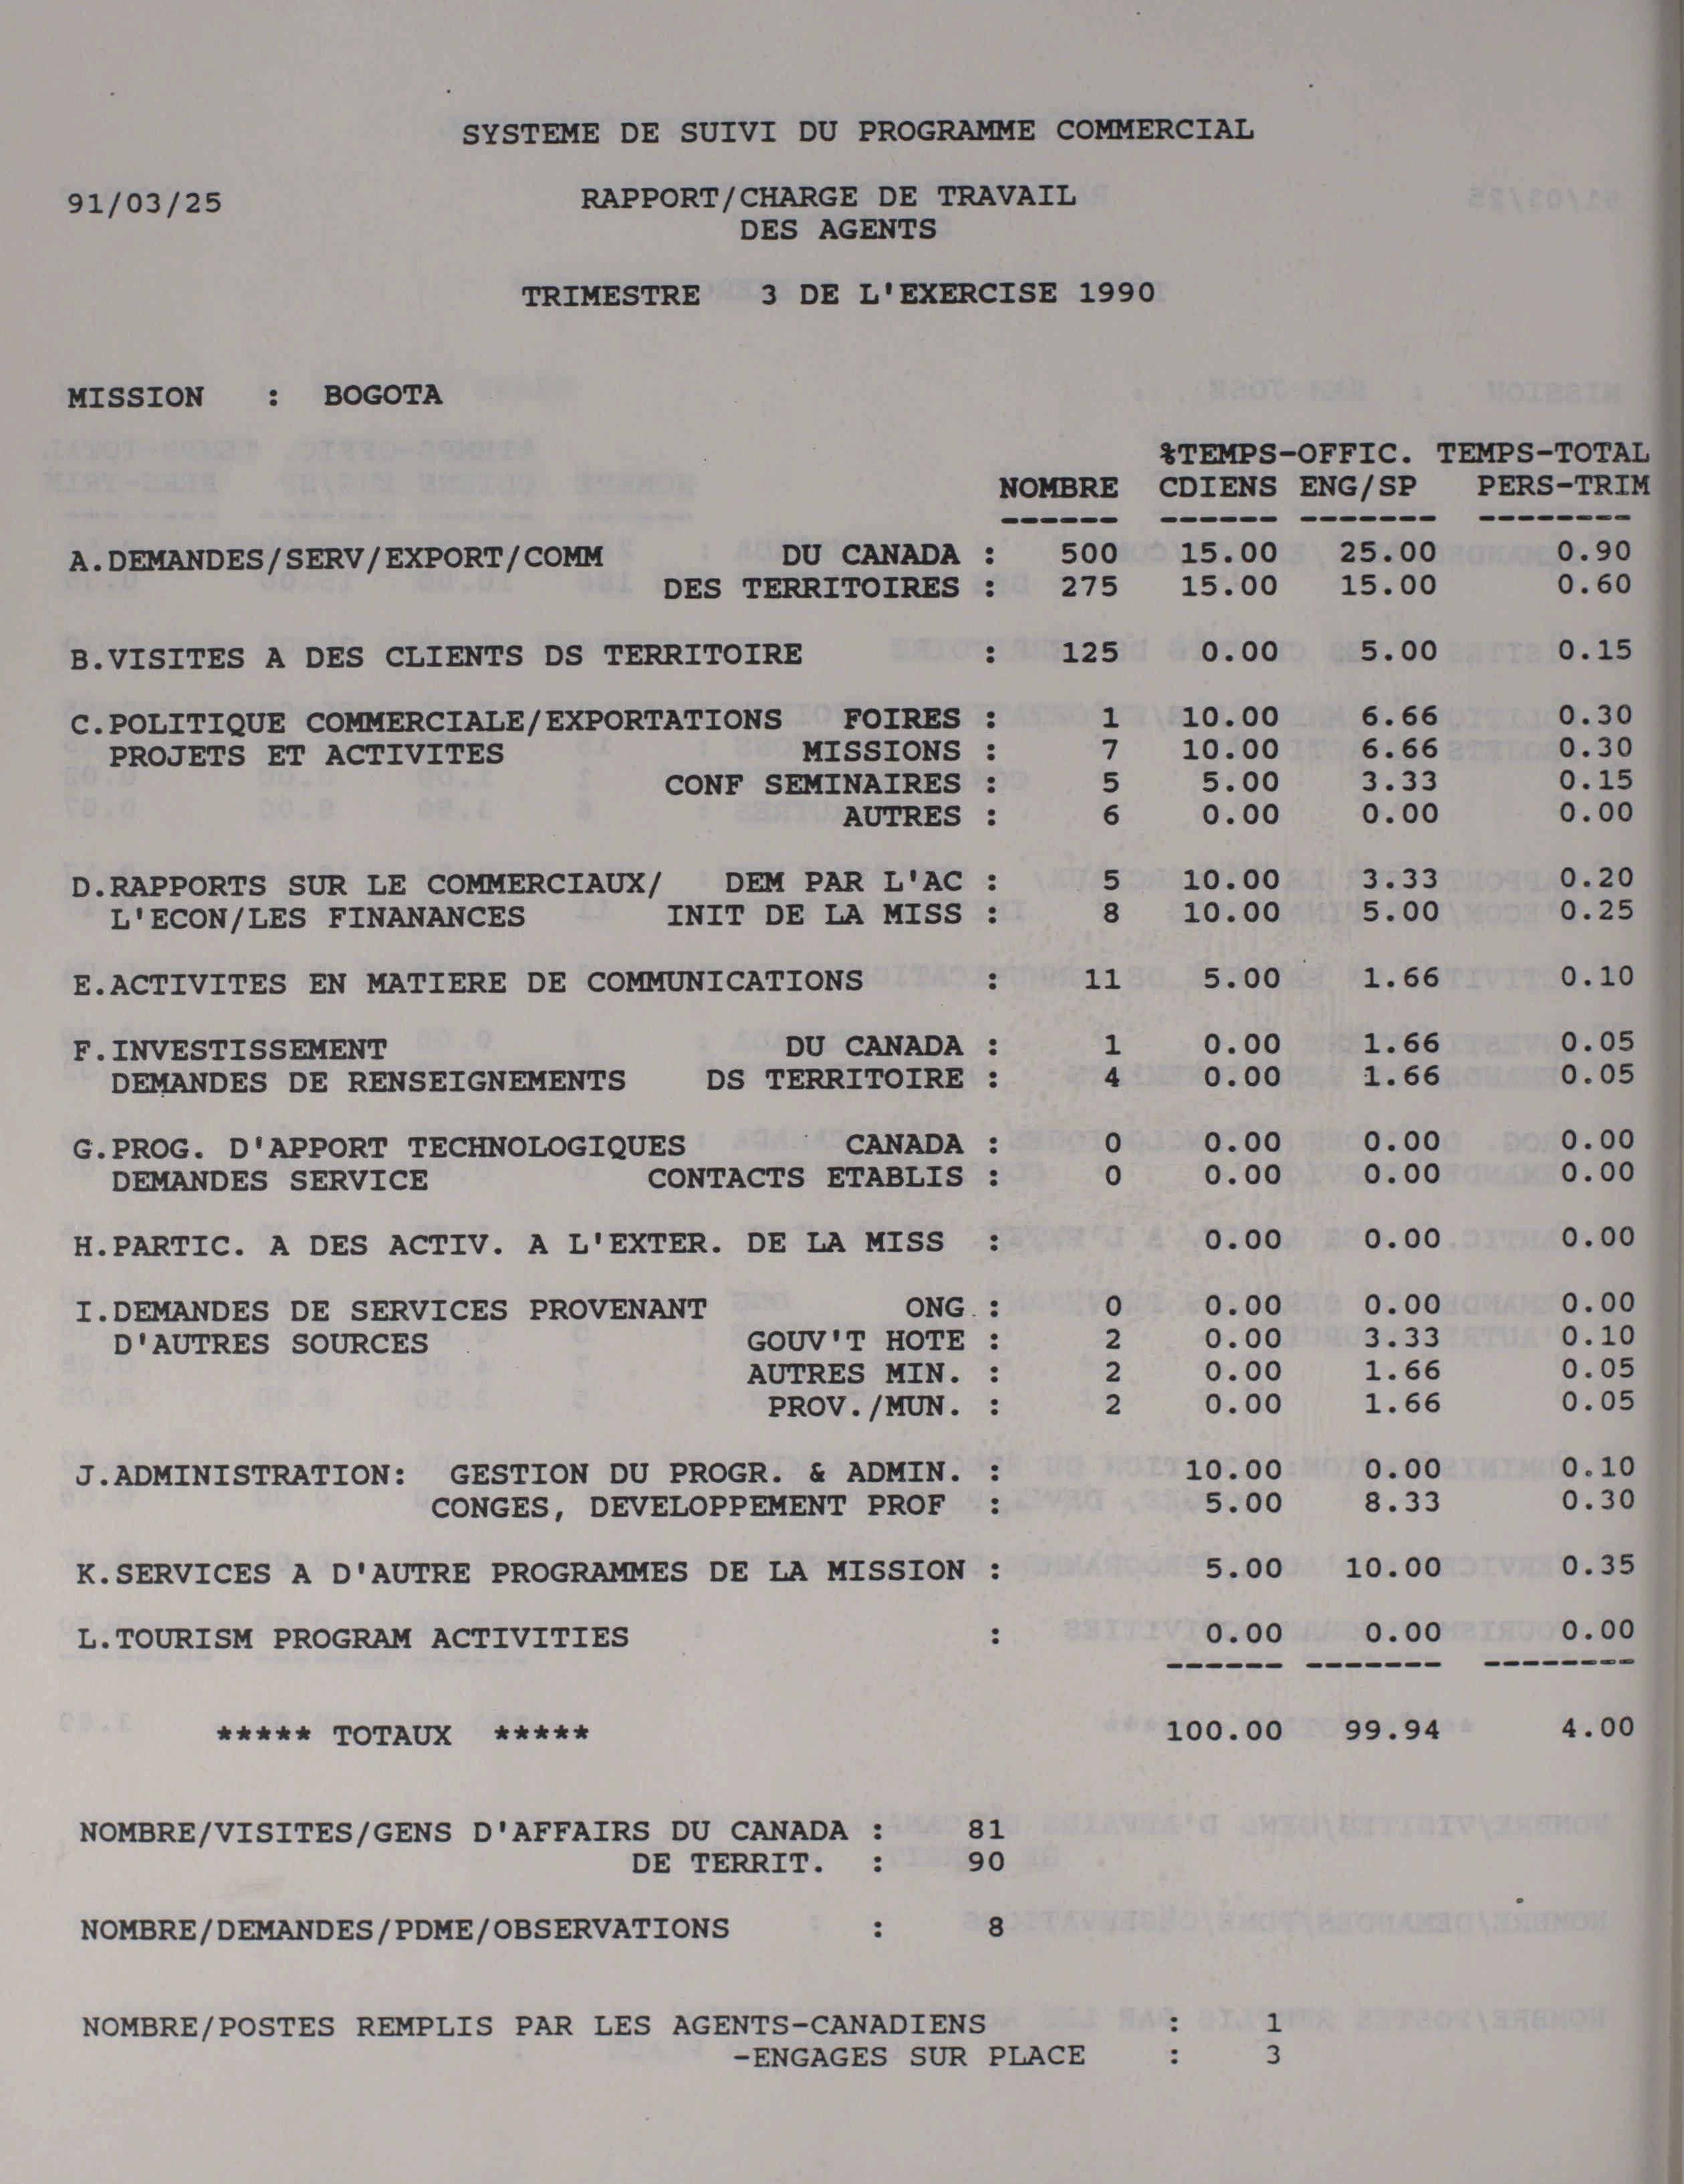 SYSTEME DE SUIVI DU PROGRAMME COMMERCIAL
91/03/25 RAPPORT/CHARGE DE TRAVAIL
DES AGENTS
TRIMESTRE 3 DE L'EXERCISE 1990
MISSION : BOGOTA
%TEMPS-OFFIC. TEMPS-TOTAL
NOMBRE CDIENS ENG/SP PERS-TRIM
------ ------ ------- --------
A.DEMANDES/SERV/EXPORT/COMM DU CANADA : 500 15.00 25.00 0.90
DES TERRITOIRES : 275 15.00 15.00 0.60
B.VISITES A DES CLIENTS DS TERRITOIRE : 125 0.00 5.00 0.15
C.POLITIQUE COMMERCIALE/EXPORTATIONS FOIRES : 1 10.00 6.66 0.30
PROJETS ET ACTIVITES MISSIONS : 7 10.00 6.66 0.30
CONF SEMINAIRES : 5 5.00 3.33 0.15
AUTRES : 6 0.00 0.00 0.00
D.RAPPORTS SUR LE COMMERCIAUX/ DEM PAR L'AC : 5 10.00 3.33 0.20
L'ECON/LES FINANANCES INIT DE LA MISS : 8 10.00 5.00 0.25
E.ACTIVITES EN MATIERE DE COMMUNICATIONS : 11 5.00 1.66 0.10
F.INVESTISSEMENT DU CANADA : 1 0.00 1.66 0.05
DEMANDES DE RENSEIGNEMENTS DS TERRITOIRE : 4 0.00 1.66 0.05
G.PROG. D'APPORT TECHNOLOGIQUES CANADA : 0 0.00 0.00 0.00
DEMANDES SERVICE CONTACTS ETABLIS : 0 0.00 0.00 0.00
H.PARTIC. A DES ACTIV. A L'EXTER. DE LA MISS : 0.00 0.00 0.00
I.DEMANDES DE SERVICES PROVENANT ONG : 0 0.00 0.00 0.00
D'AUTRES SOURCES GOUV'T HOTE : 2 0.00 3.33 0.10
AUTRES MIN. : 2 0.00 1.66 0.05
PROV./MUN. : 2 0.00 1.66 0.05
J.ADMINISTRATION: GESTION DU PROGR. & ADMIN. : 10.00 0.00 0.10
CONGES, DEVELOPPEMENT PROF : 5.00 8.33 0.30
K.SERVICES A D'AUTRE PROGRAMMES DE LA MISSION : 5.00 10.00 0.35
L.TOURISM PROGRAM ACTIVITIES : 0.00 0.00 0.00
------ ------- --------
***** TOTAUX ***** 100.00 99.94 4.00
NOMBRE/VISITES/GENS D'AFFAIRS DU CANADA : 81
DE TERRIT. : 90
NOMBRE/DEMANDES/PDME/OBSERVATIONS : 8
NOMBRE/POSTES REMPLIS PAR LES AGENTS-CANADIENS : 1
-ENGAGES SUR PLACE : 3